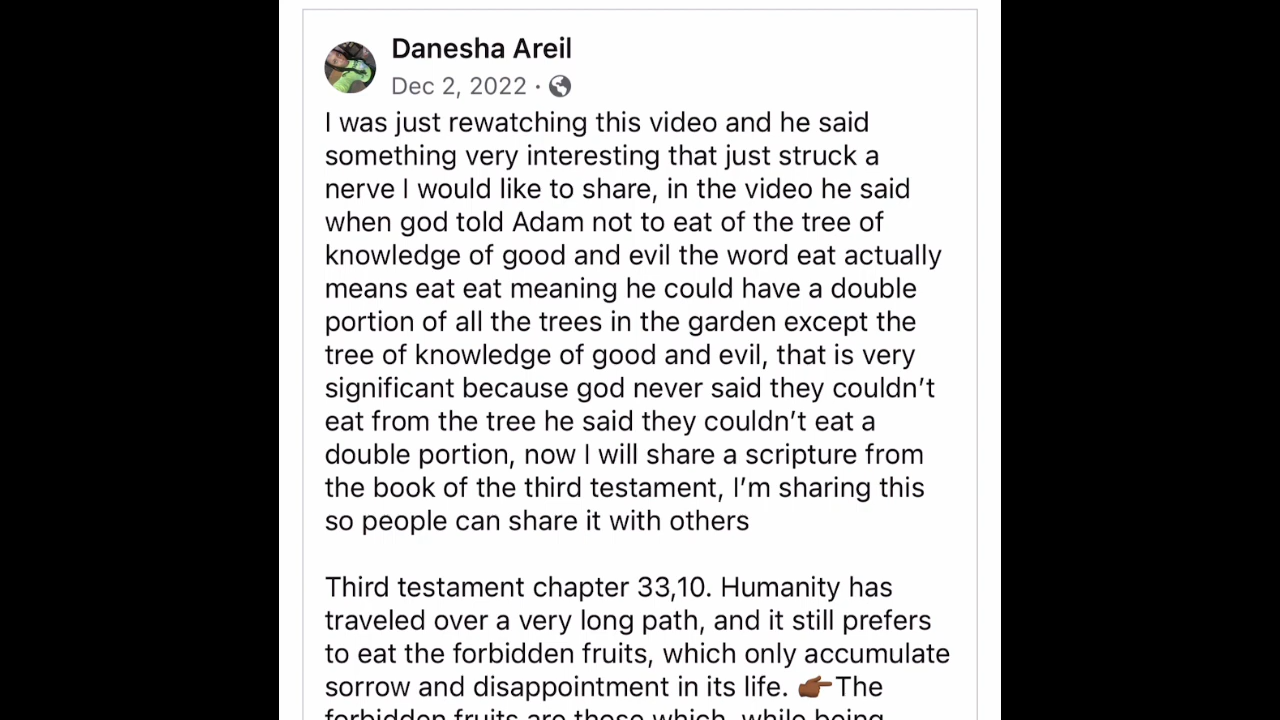 Danesha Areil
Dec 2, 2022 ·
I was just rewatching this video and he said
something very interesting that just struck a
nerve I would like to share, in the video he said
when god told Adam not to eat of the tree of
knowledge of good and evil the word eat actually
means eat eat meaning he could have a double
portion of all the trees in the garden except the
tree of knowledge of good and evil, that is very
significant because god never said they couldn’t
eat from the tree he said they couldn’t eat a
double portion, now I will share a scripture from
the book of the third testament, I’m sharing this
so people can share it with others
Third testament chapter 33,10. Humanity has
traveled over a very long path, and it still prefers
to eat the forbidden fruits, which only accumulate
sorrow and disappointment in its life. 👉🏾The
forbidden fruits are those which, while being